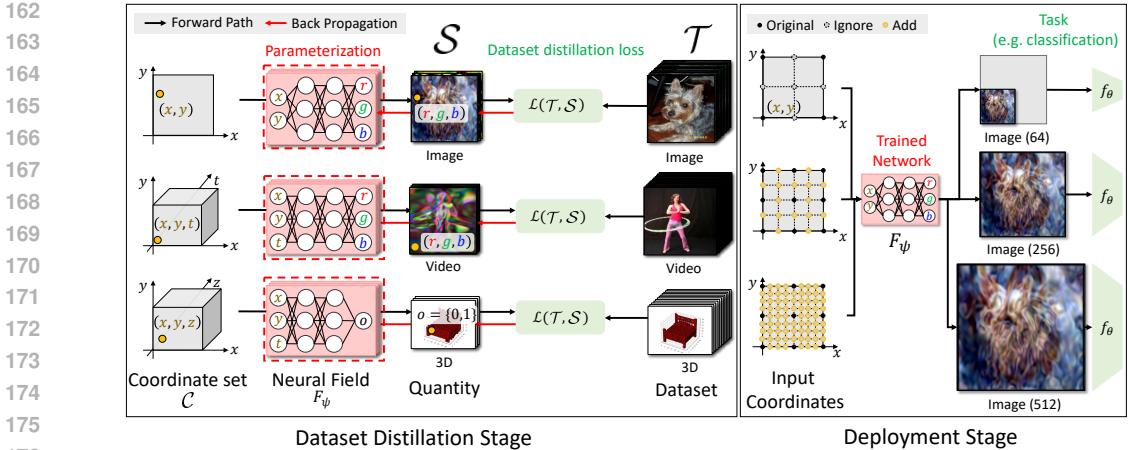 162
163
164
165
166
167
168
169
170
171
172
173
174
175
Forward Path
Back Propagation
Parameterization
S
Dataset distillation loss
T
y
(x, y)
x
x
y
r
g
b
(r, g, b)
Image
L(T, S)
Image
y
t
(x, y, t)
x
x
y
t
r
g
b
(r, g, b)
Video
L(T, S)
Video
y
z
(x, y, z)
x
x
y
t
o
o = {0,1}
3D
L(T, S)
3D
Coordinate set
C
Neural Field
Fψ
Quantity
Dataset
Dataset Distillation Stage
Original
Ignore
Add
Task
(e.g. classification)
y
(x, y)
x
y
x
y
x
Input
Coordinates
Trained
Network
x
y
r
g
b
Fψ
Image (64)
fθ
Image (256)
fθ
Image (512)
fθ
Deployment Stage